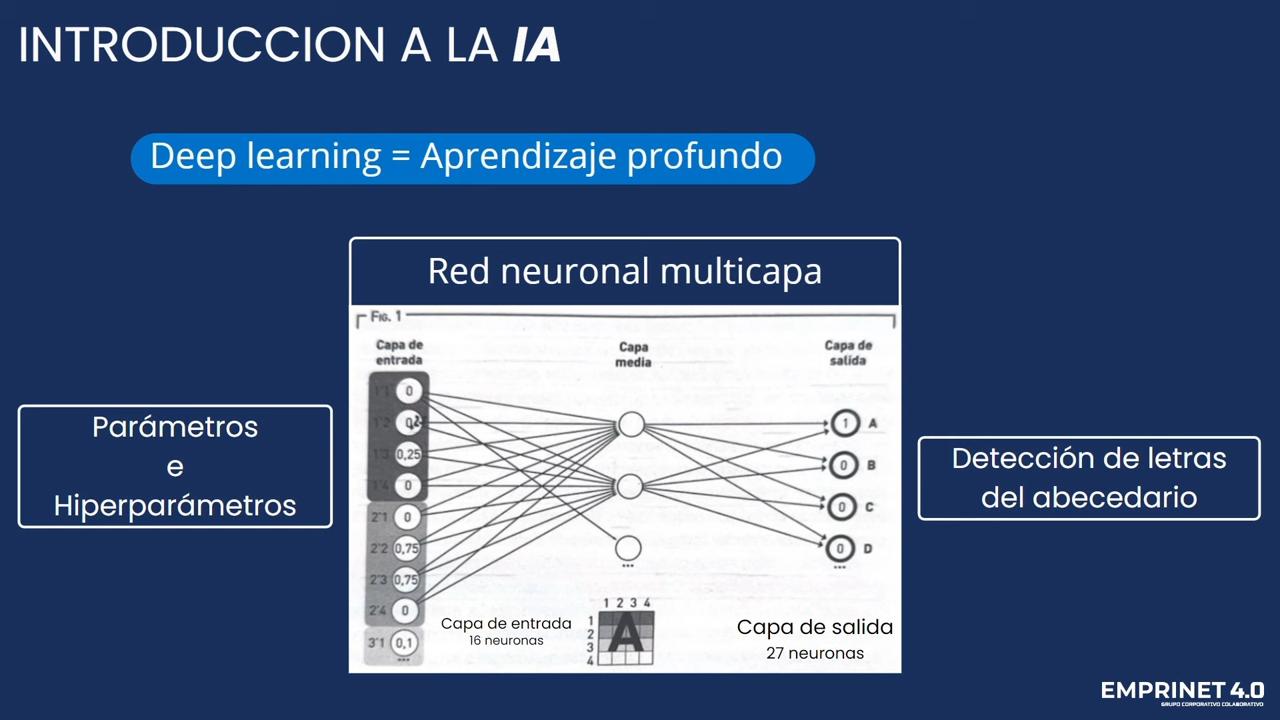 INTRODUCCION A LA IA
Deep learning = Aprendizaje profundo
Red neuronal multicapa
FIG. 1
Capa de
entrada
Capa
media
Capa de
salida
1'1 0
1'2
1'3 0,25
1'4 0
2'1 0
2'2 0,75
2'3 0,75
2'4 0
3'1 0,1
...
...
1 A
0 B
0 C
0 D
...
Capa de entrada
16 neuronas
1 2 3 4
1
2
3
4
A
Capa de salida
27 neuronas
Parámetros
e
Hiperparámetros
Detección de letras
del abecedario
EMPRINET 4.0
GRUPO CORPORATIVO COLABORATIVO